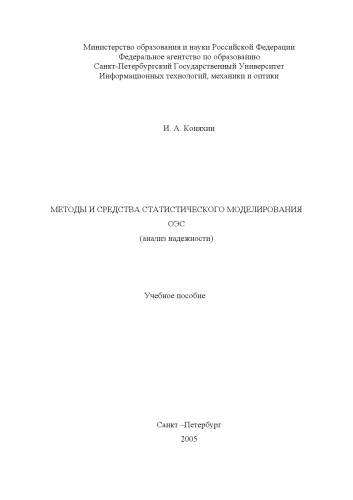 Министерство образования и науки Российской Федерации
Федеральное агентство по образованию
Санкт-Петербургский Государственный Университет
Информационных технологий, механики и оптики
И. А. Коняхин
МЕТОДЫ И СРЕДСТВА СТАТИСТИЧЕСКОГО МОДЕЛИРОВАНИЯ
ОЭС
(анализ надежности)
Учебное пособие
Санкт –Петербург
2005